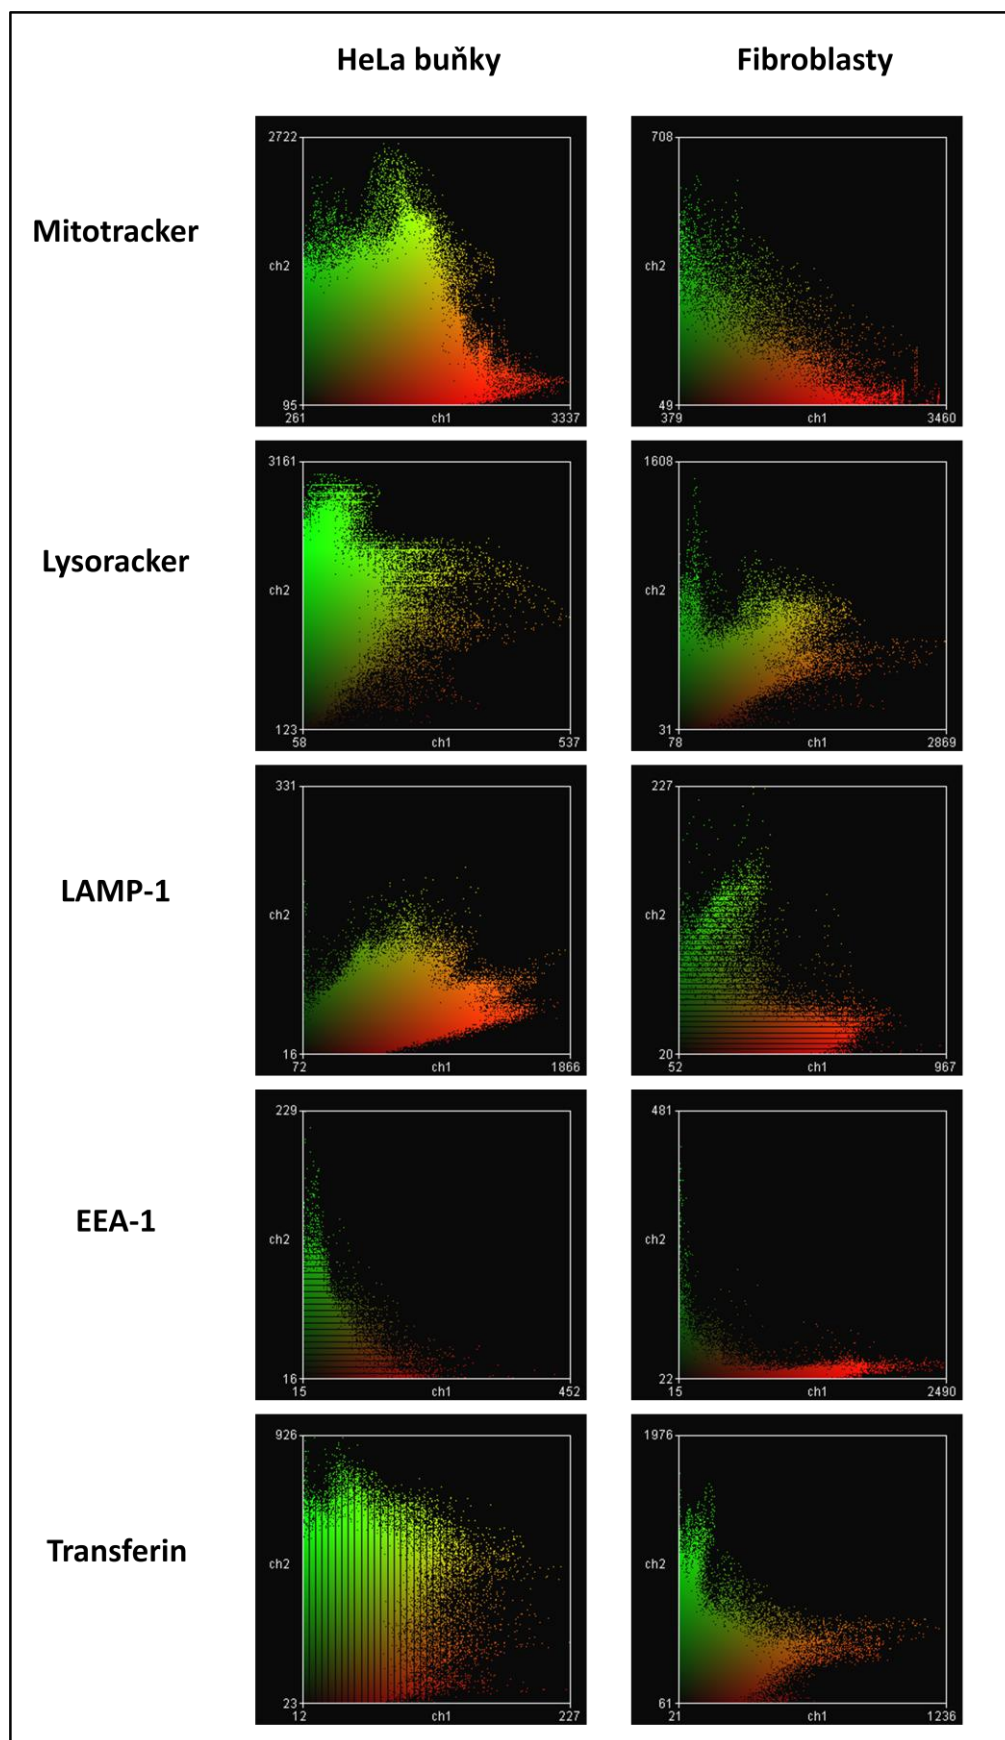 HeLa buňky Fibroblasty
Mitotracker
2722 708
ch2 ch2
95 49
261 ch1 3337 379 ch1 3460
Lysoracker
3161 1608
ch2 ch2
123 31
58 ch1 537 78 ch1 2869
LAMP-1
331 227
ch2 ch2
16 20
72 ch1 1866 52 ch1 967
EEA-1
229 481
ch2 ch2
16 22
15 ch1 452 15 ch1 2490
Transferin
926 1976
ch2 ch2
23 61
12 ch1 227 21 ch1 1236